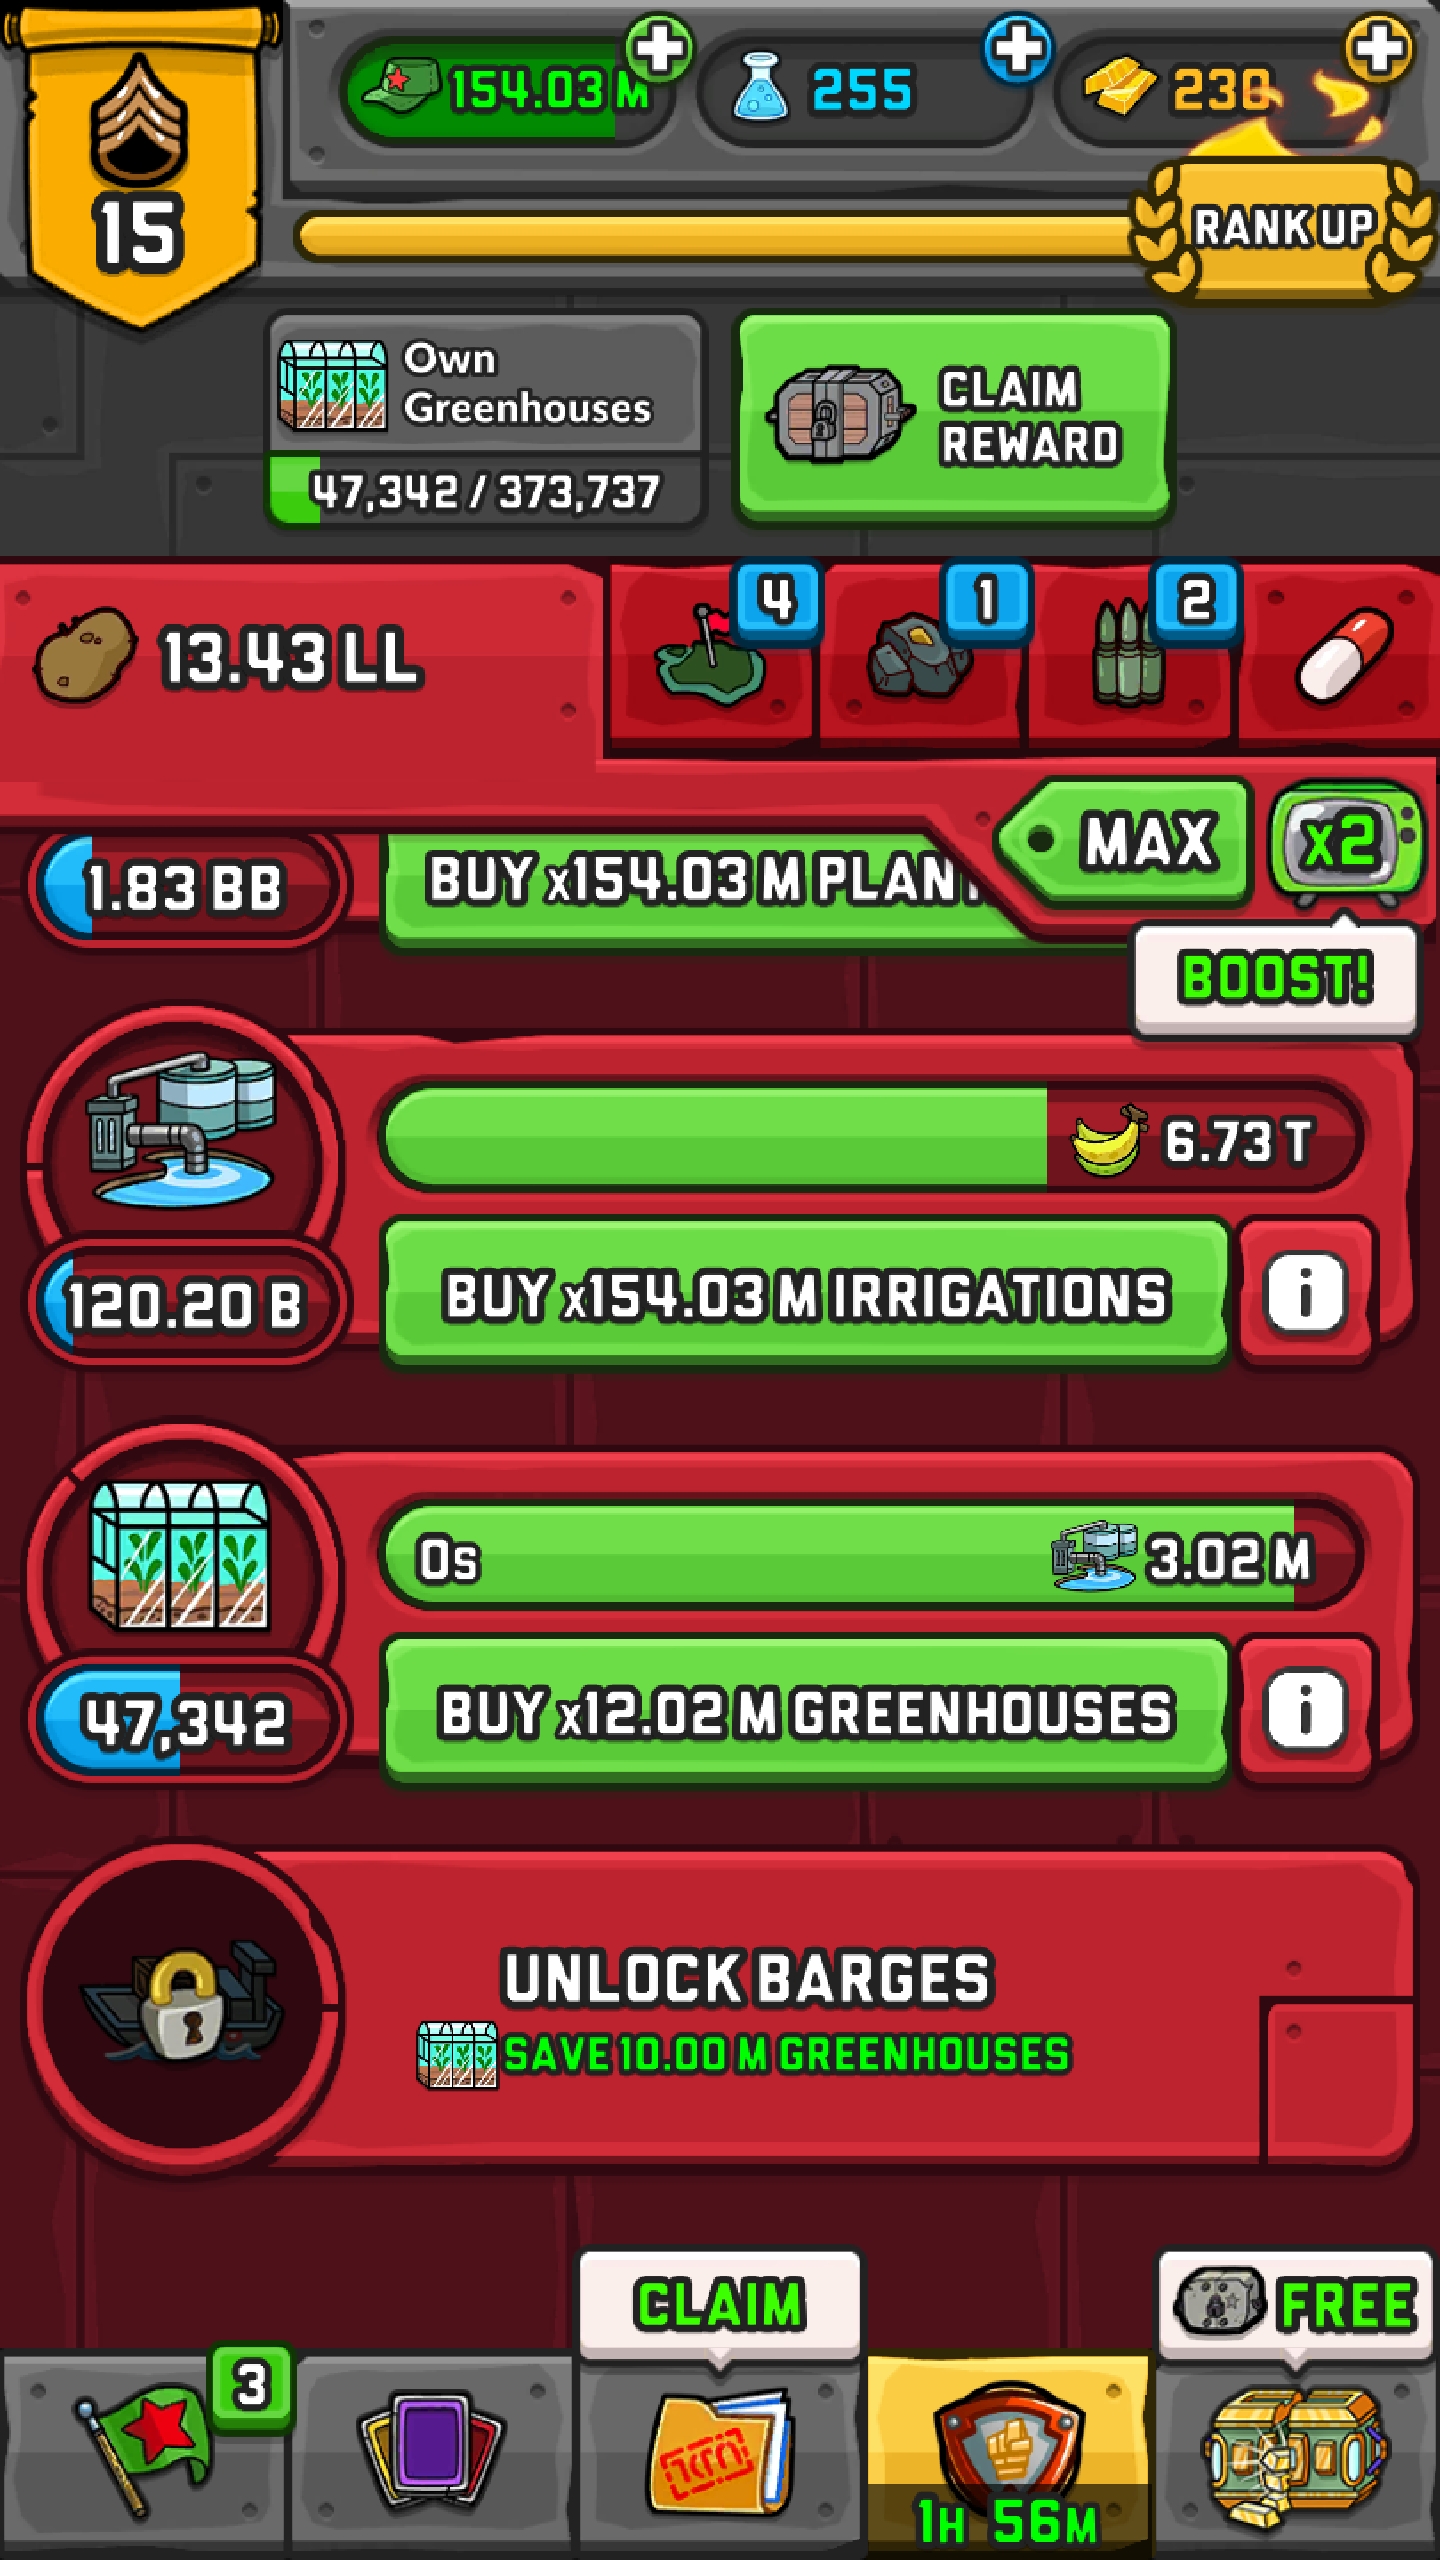 154.03 M
255
15
RANK UP
Own
Greenhouses
47,342 / 373,737
CLAIM
REWARD
4
1
2
13.43 LL
MAX
x2
1.83 BB
BUY x154.03 M
BOOST!
6.73 T
120.20 B
BUY x154.03 M IRRIGATIONS
i
0s
3.02 M
47,342
BUY x12.02 M GREENHOUSES
i
UNLOCK BARGES
SAVE 10.00 M GREENHOUSES
CLAIM
FREE
3
1H 56M